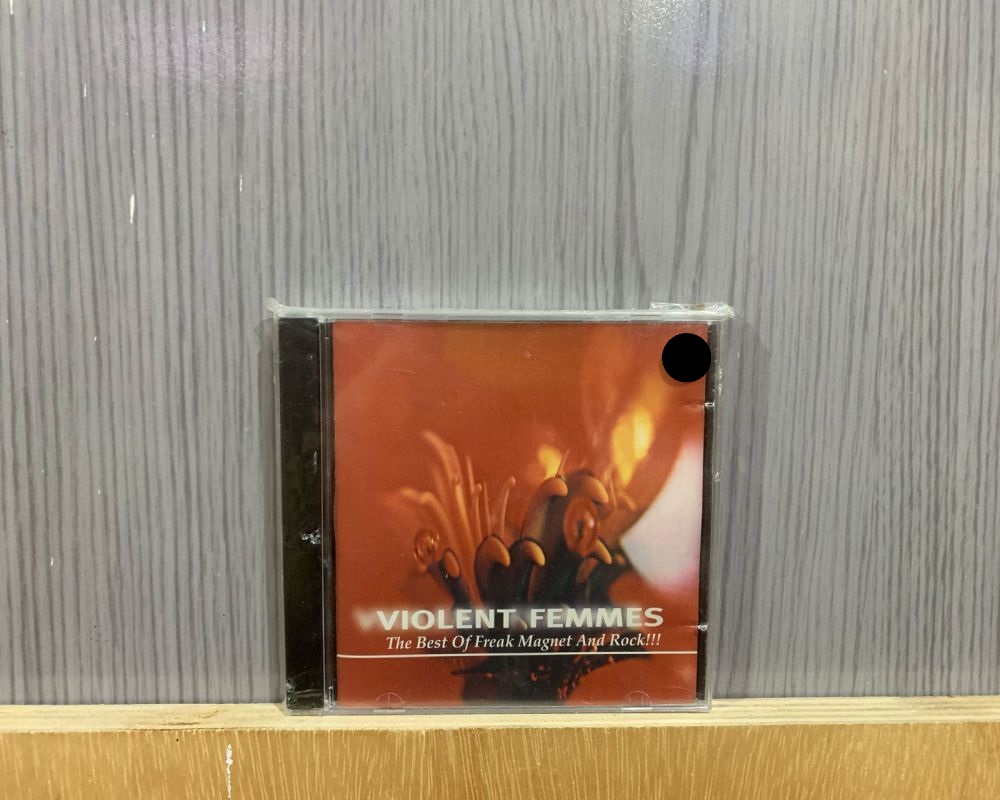 VIOLENT FEMMES
The Best Of Freak Magnet And Rock!!!